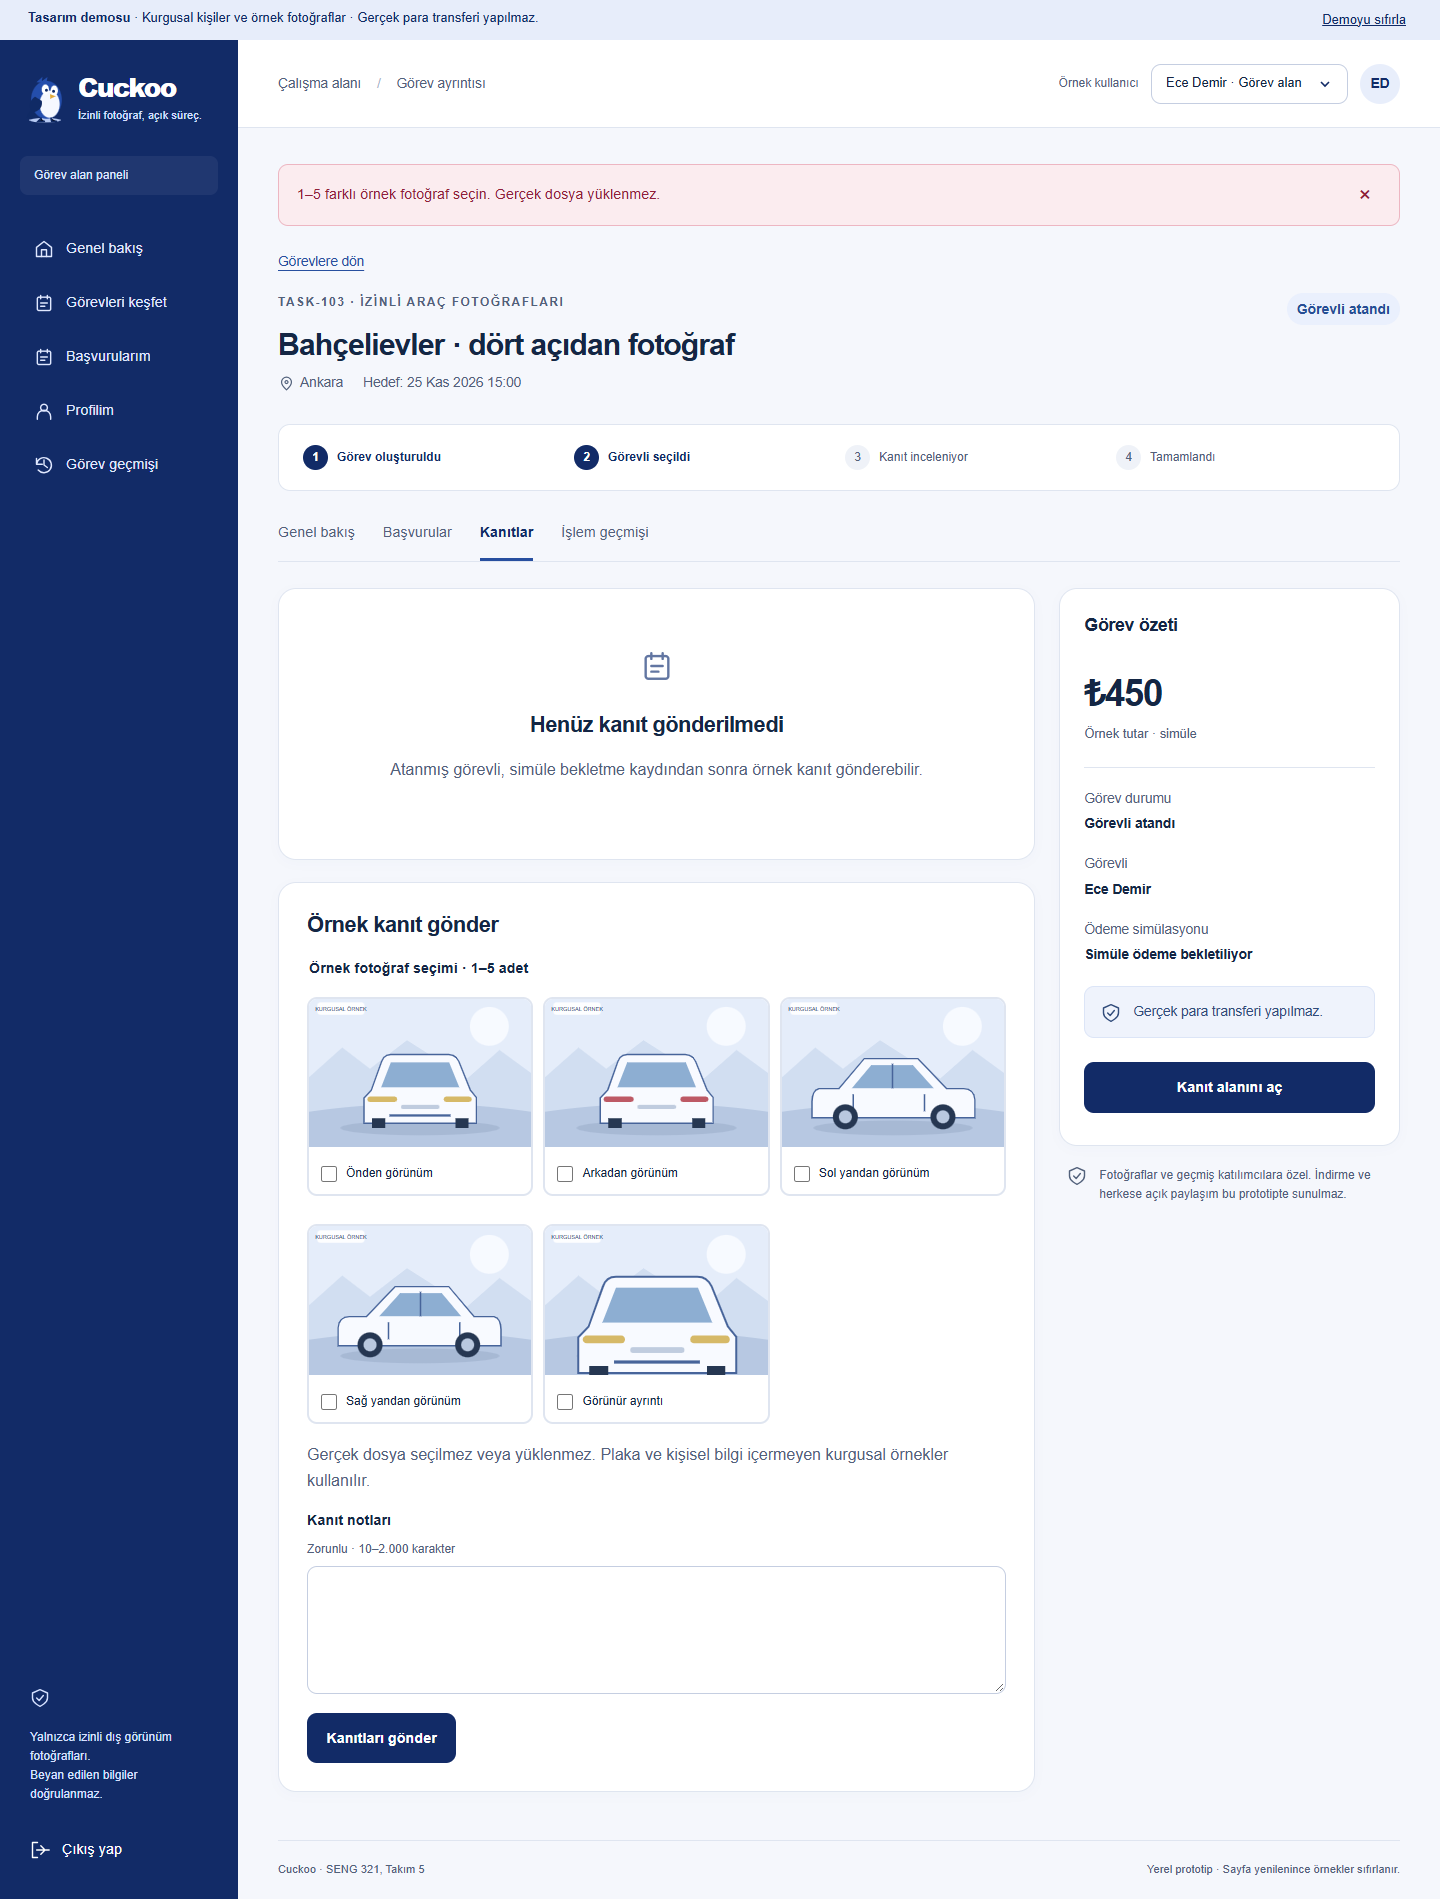 Tasarım demosu · Kurgusal kişiler ve örnek fotoğraflar · Gerçek para transferi yapılmaz.
Demoyu sıfırla
Cuckoo
İzinli fotoğraf, açık süreç.
Çalışma alanı / Görev ayrıntısı
Örnek kullanıcı
Ece Demir · Görev alan
ED
Görev alan paneli
Genel bakış
Görevleri keşfet
Başvurularım
Profilim
Görev geçmişi
1–5 farklı örnek fotoğraf seçin. Gerçek dosya yüklenmez.
Görevlere dön
TASK-103 · İZİNLİ ARAÇ FOTOĞRAFLARI
Görevli atandı
Bahçelievler · dört açıdan fotoğraf
Ankara
Hedef: 25 Kas 2026 15:00
1 Görev oluşturuldu
2 Görevli seçildi
3 Kanıt inceleniyor
4 Tamamlandı
Genel bakış
Başvurular
Kanıtlar
İşlem geçmişi
Henüz kanıt gönderilmedi
Atanmış görevli, simüle bekletme kaydından sonra örnek kanıt gönderebilir.
Örnek kanıt gönder
Örnek fotoğraf seçimi · 1–5 adet
KURGUSAL ÖRNEK
Önden görünüm
KURGUSAL ÖRNEK
Arkadan görünüm
KURGUSAL ÖRNEK
Sol yandan görünüm
KURGUSAL ÖRNEK
Sağ yandan görünüm
KURGUSAL ÖRNEK
Görünür ayrıntı
Gerçek dosya seçilmez veya yüklenmez. Plaka ve kişisel bilgi içermeyen kurgusal örnekler
kullanılır.
Kanıt notları
Zorunlu · 10–2.000 karakter
Kanıtları gönder
Görev özeti
₺450
Örnek tutar · simüle
Görev durumu
Görevli atandı
Görevli
Ece Demir
Ödeme simülasyonu
Simüle ödeme bekletiliyor
Gerçek para transferi yapılmaz.
Kanıt alanını aç
Fotoğraflar ve geçmiş katılımcılara özel. İndirme ve
herkese açık paylaşım bu prototipte sunulmaz.
Yalnızca izinli dış görünüm
fotoğrafları.
Beyan edilen bilgiler
doğrulanmaz.
Çıkış yap
Cuckoo · SENG 321, Takım 5
Yerel prototip · Sayfa yenilenince örnekler sıfırlanır.